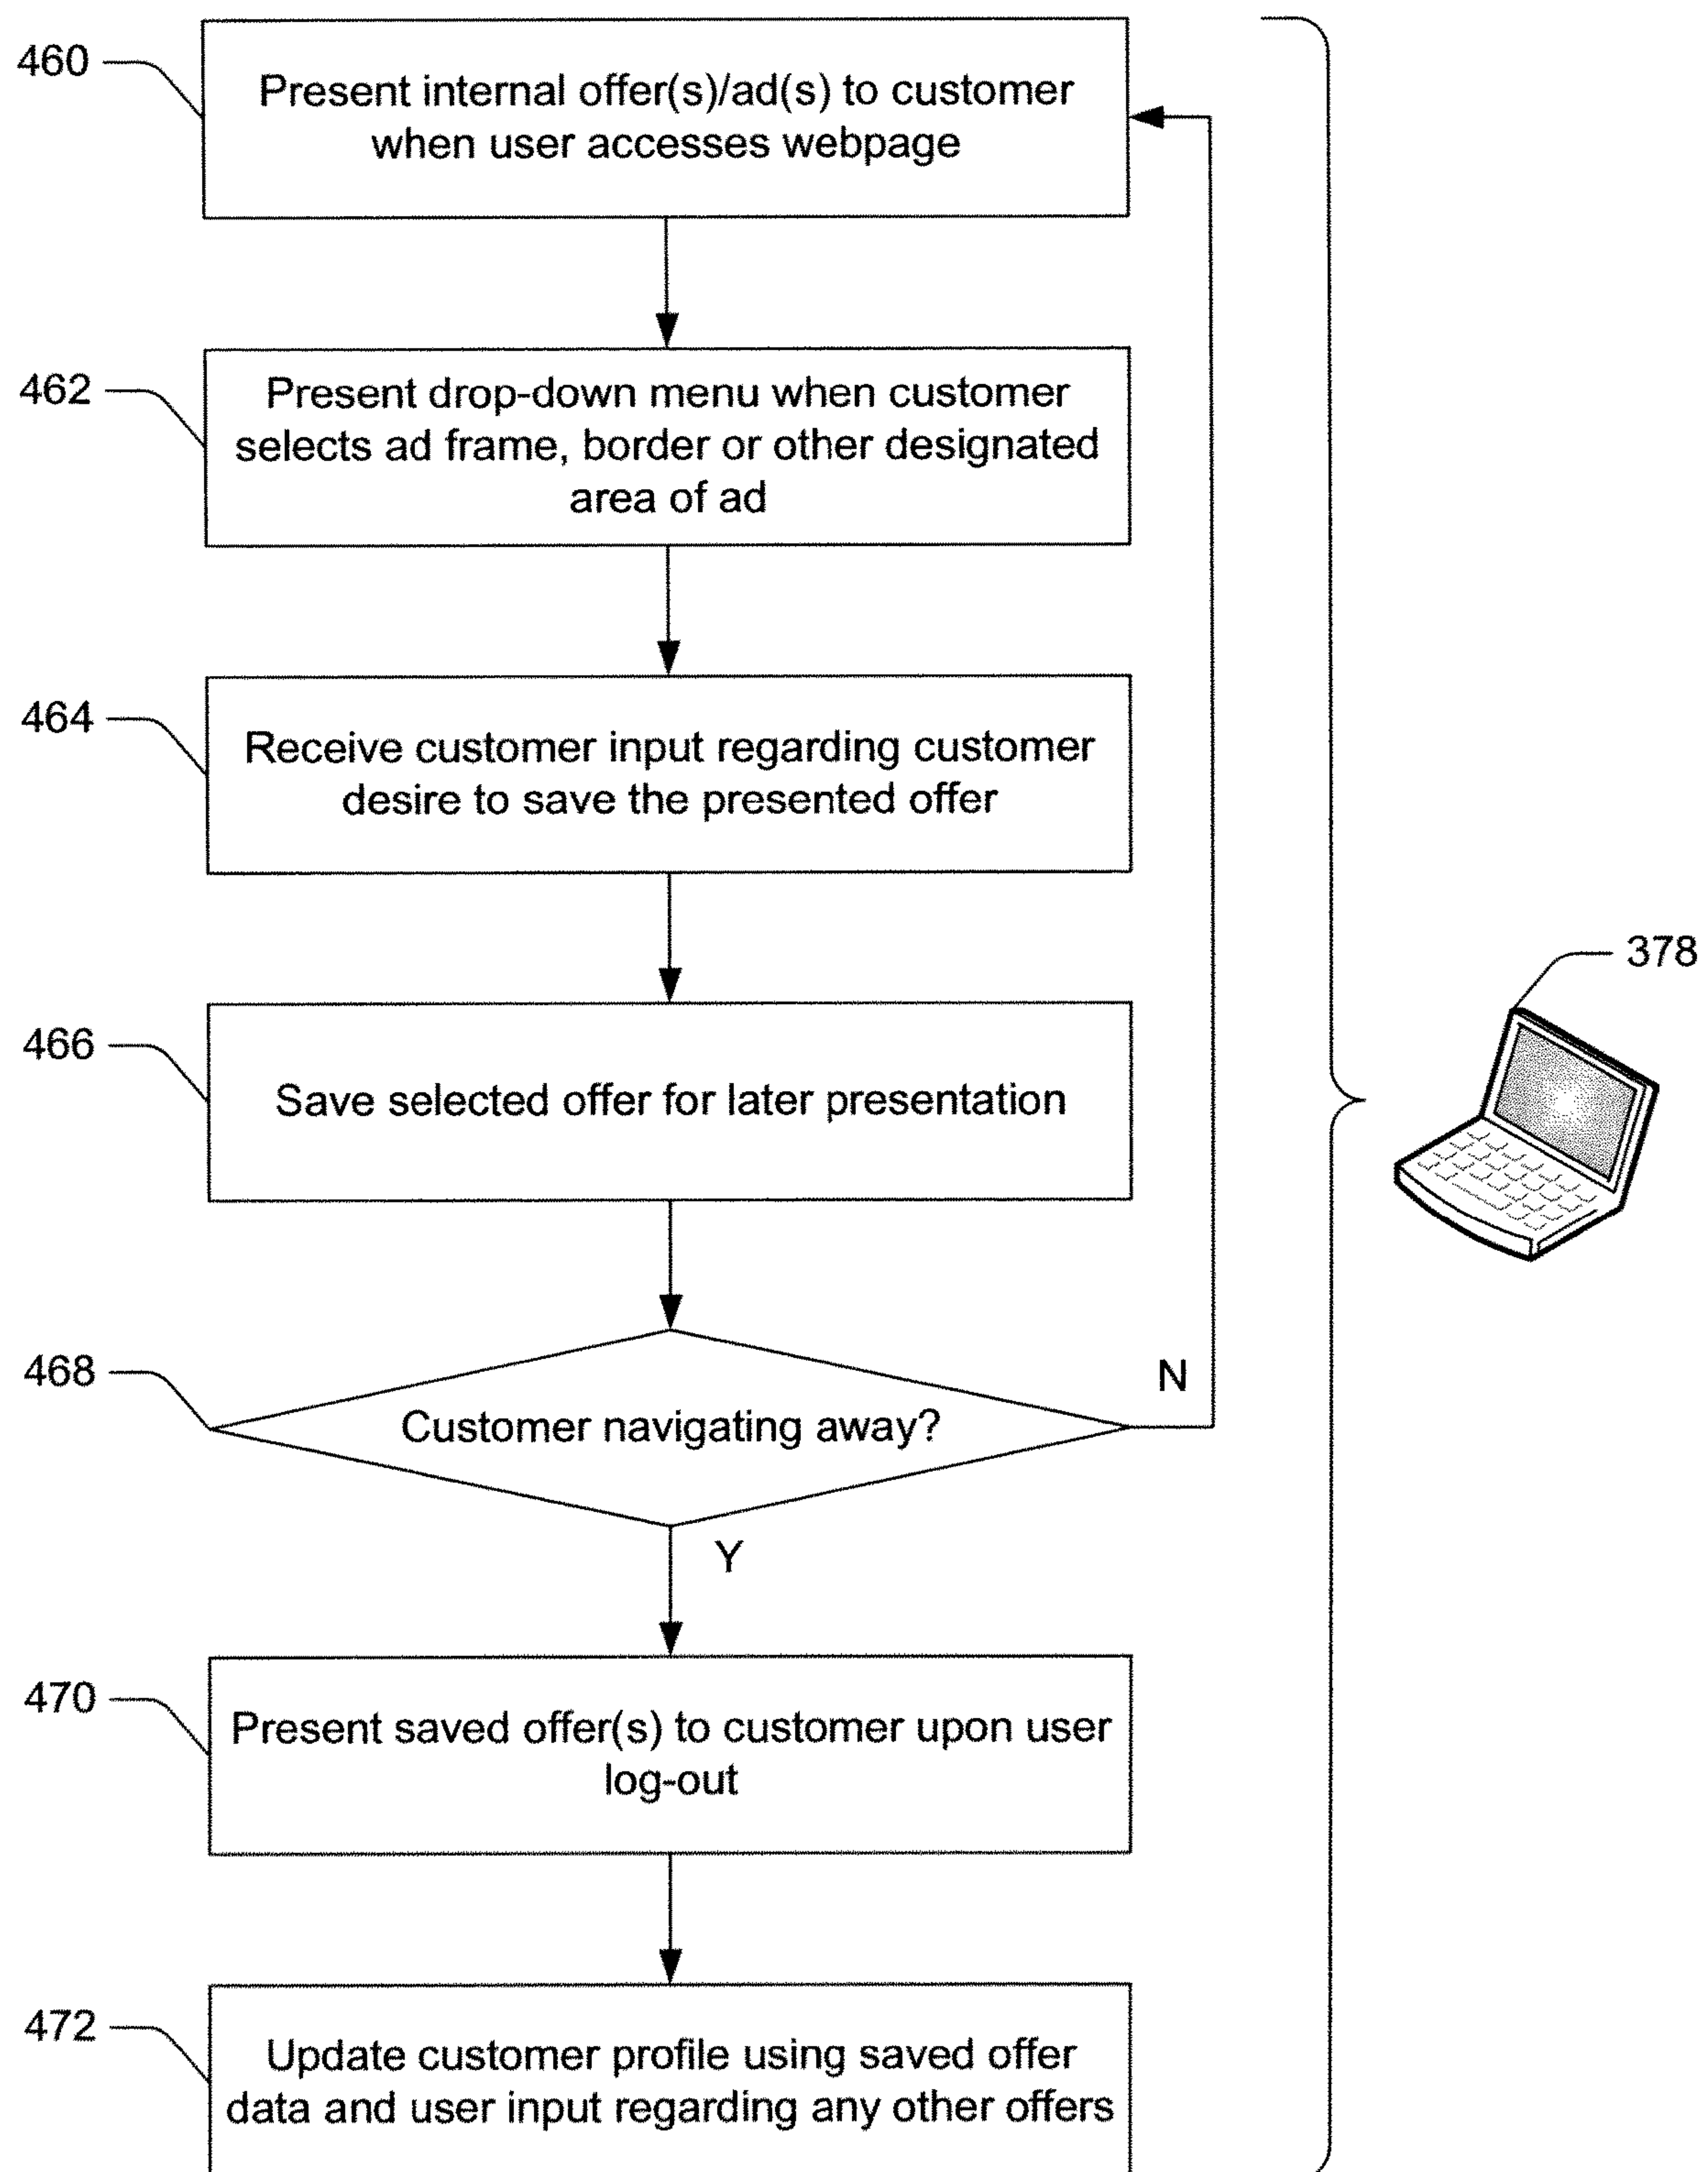 460
Present internal offer(s)/ad(s) to customer
when user accesses webpage
462
Present drop-down menu when customer
selects ad frame, border or other designated
area of ad
464
Receive customer input regarding customer
desire to save the presented offer
378
466
Save selected offer for later presentation
468
Customer navigating away?
N
Y
470
Present saved offer(s) to customer upon user
log-out
472
Update customer profile using saved offer
data and user input regarding any other offers